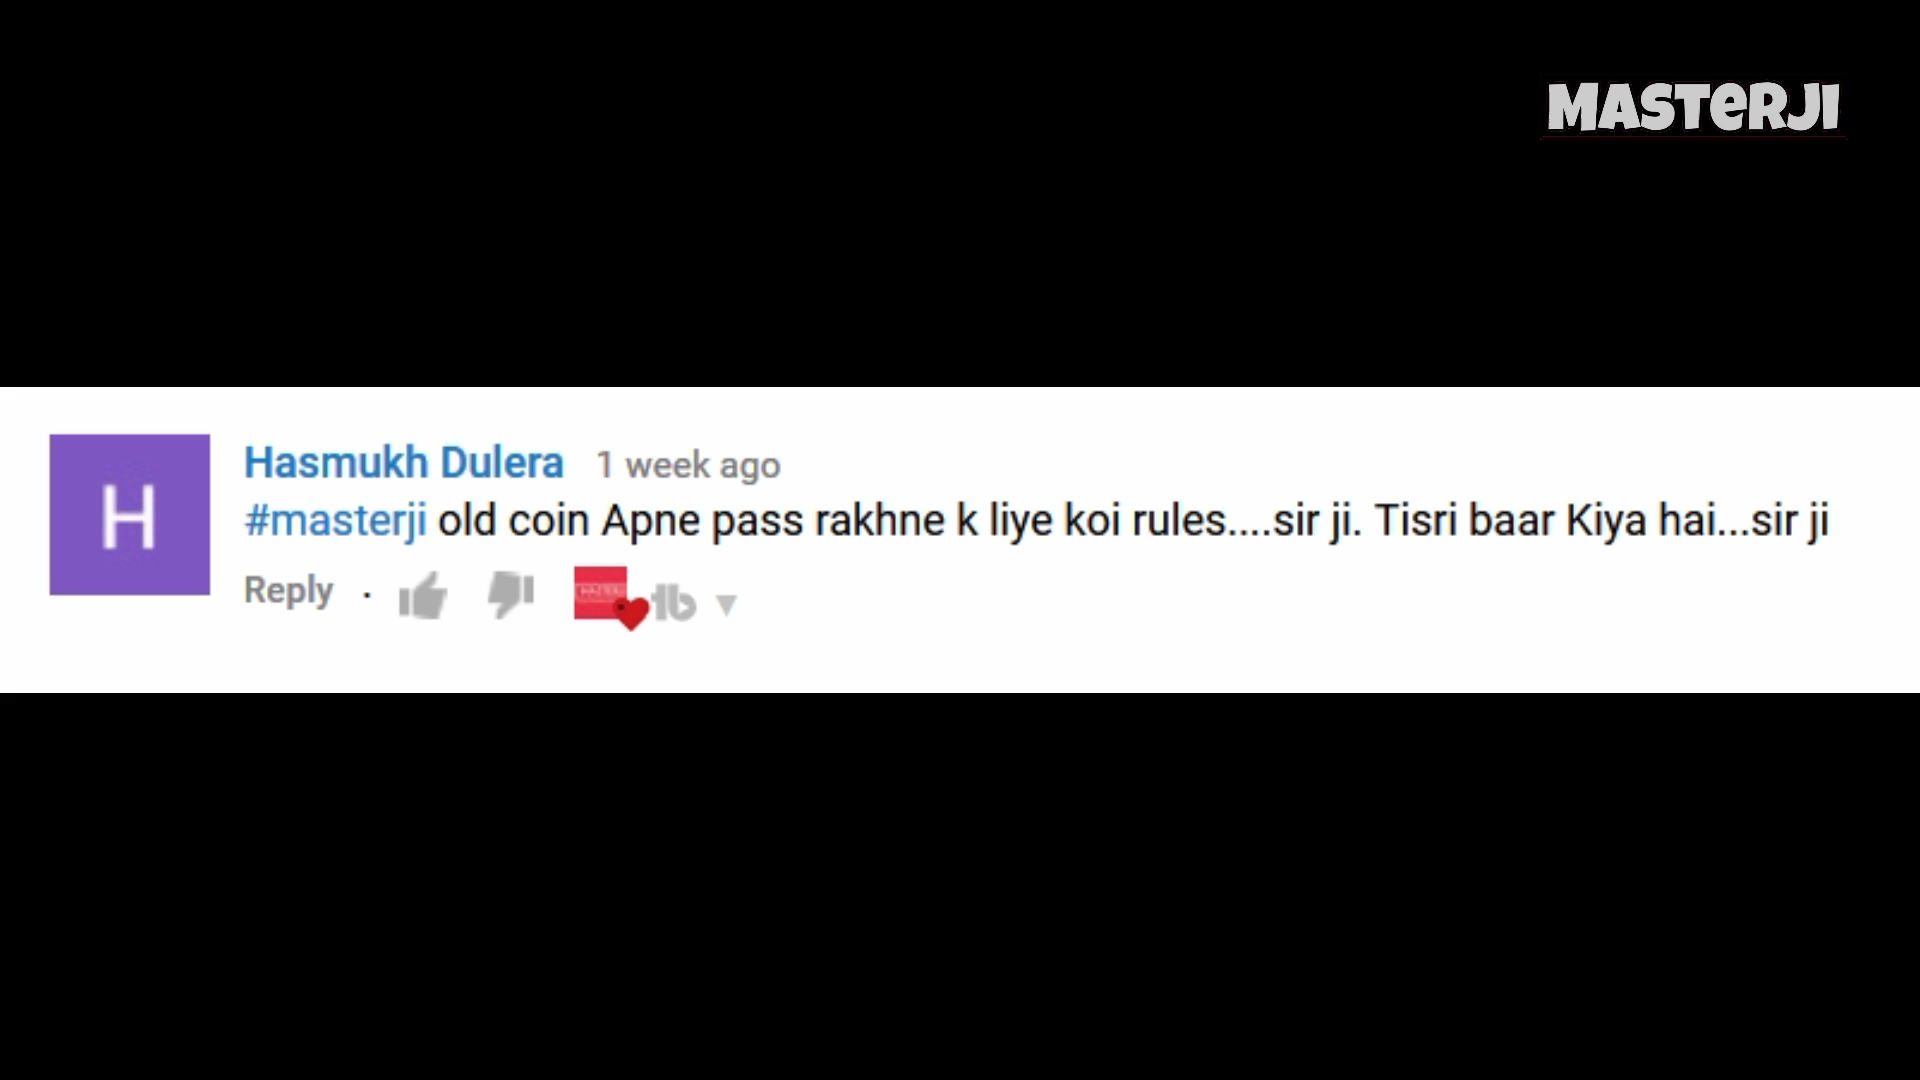 MASTeRJI
H
Hasmukh Dulera 1 week ago
#masterji old coin Apne pass rakhne k liye koi rules....sir ji. Tisri baar Kiya hai...sir ji
Reply ·